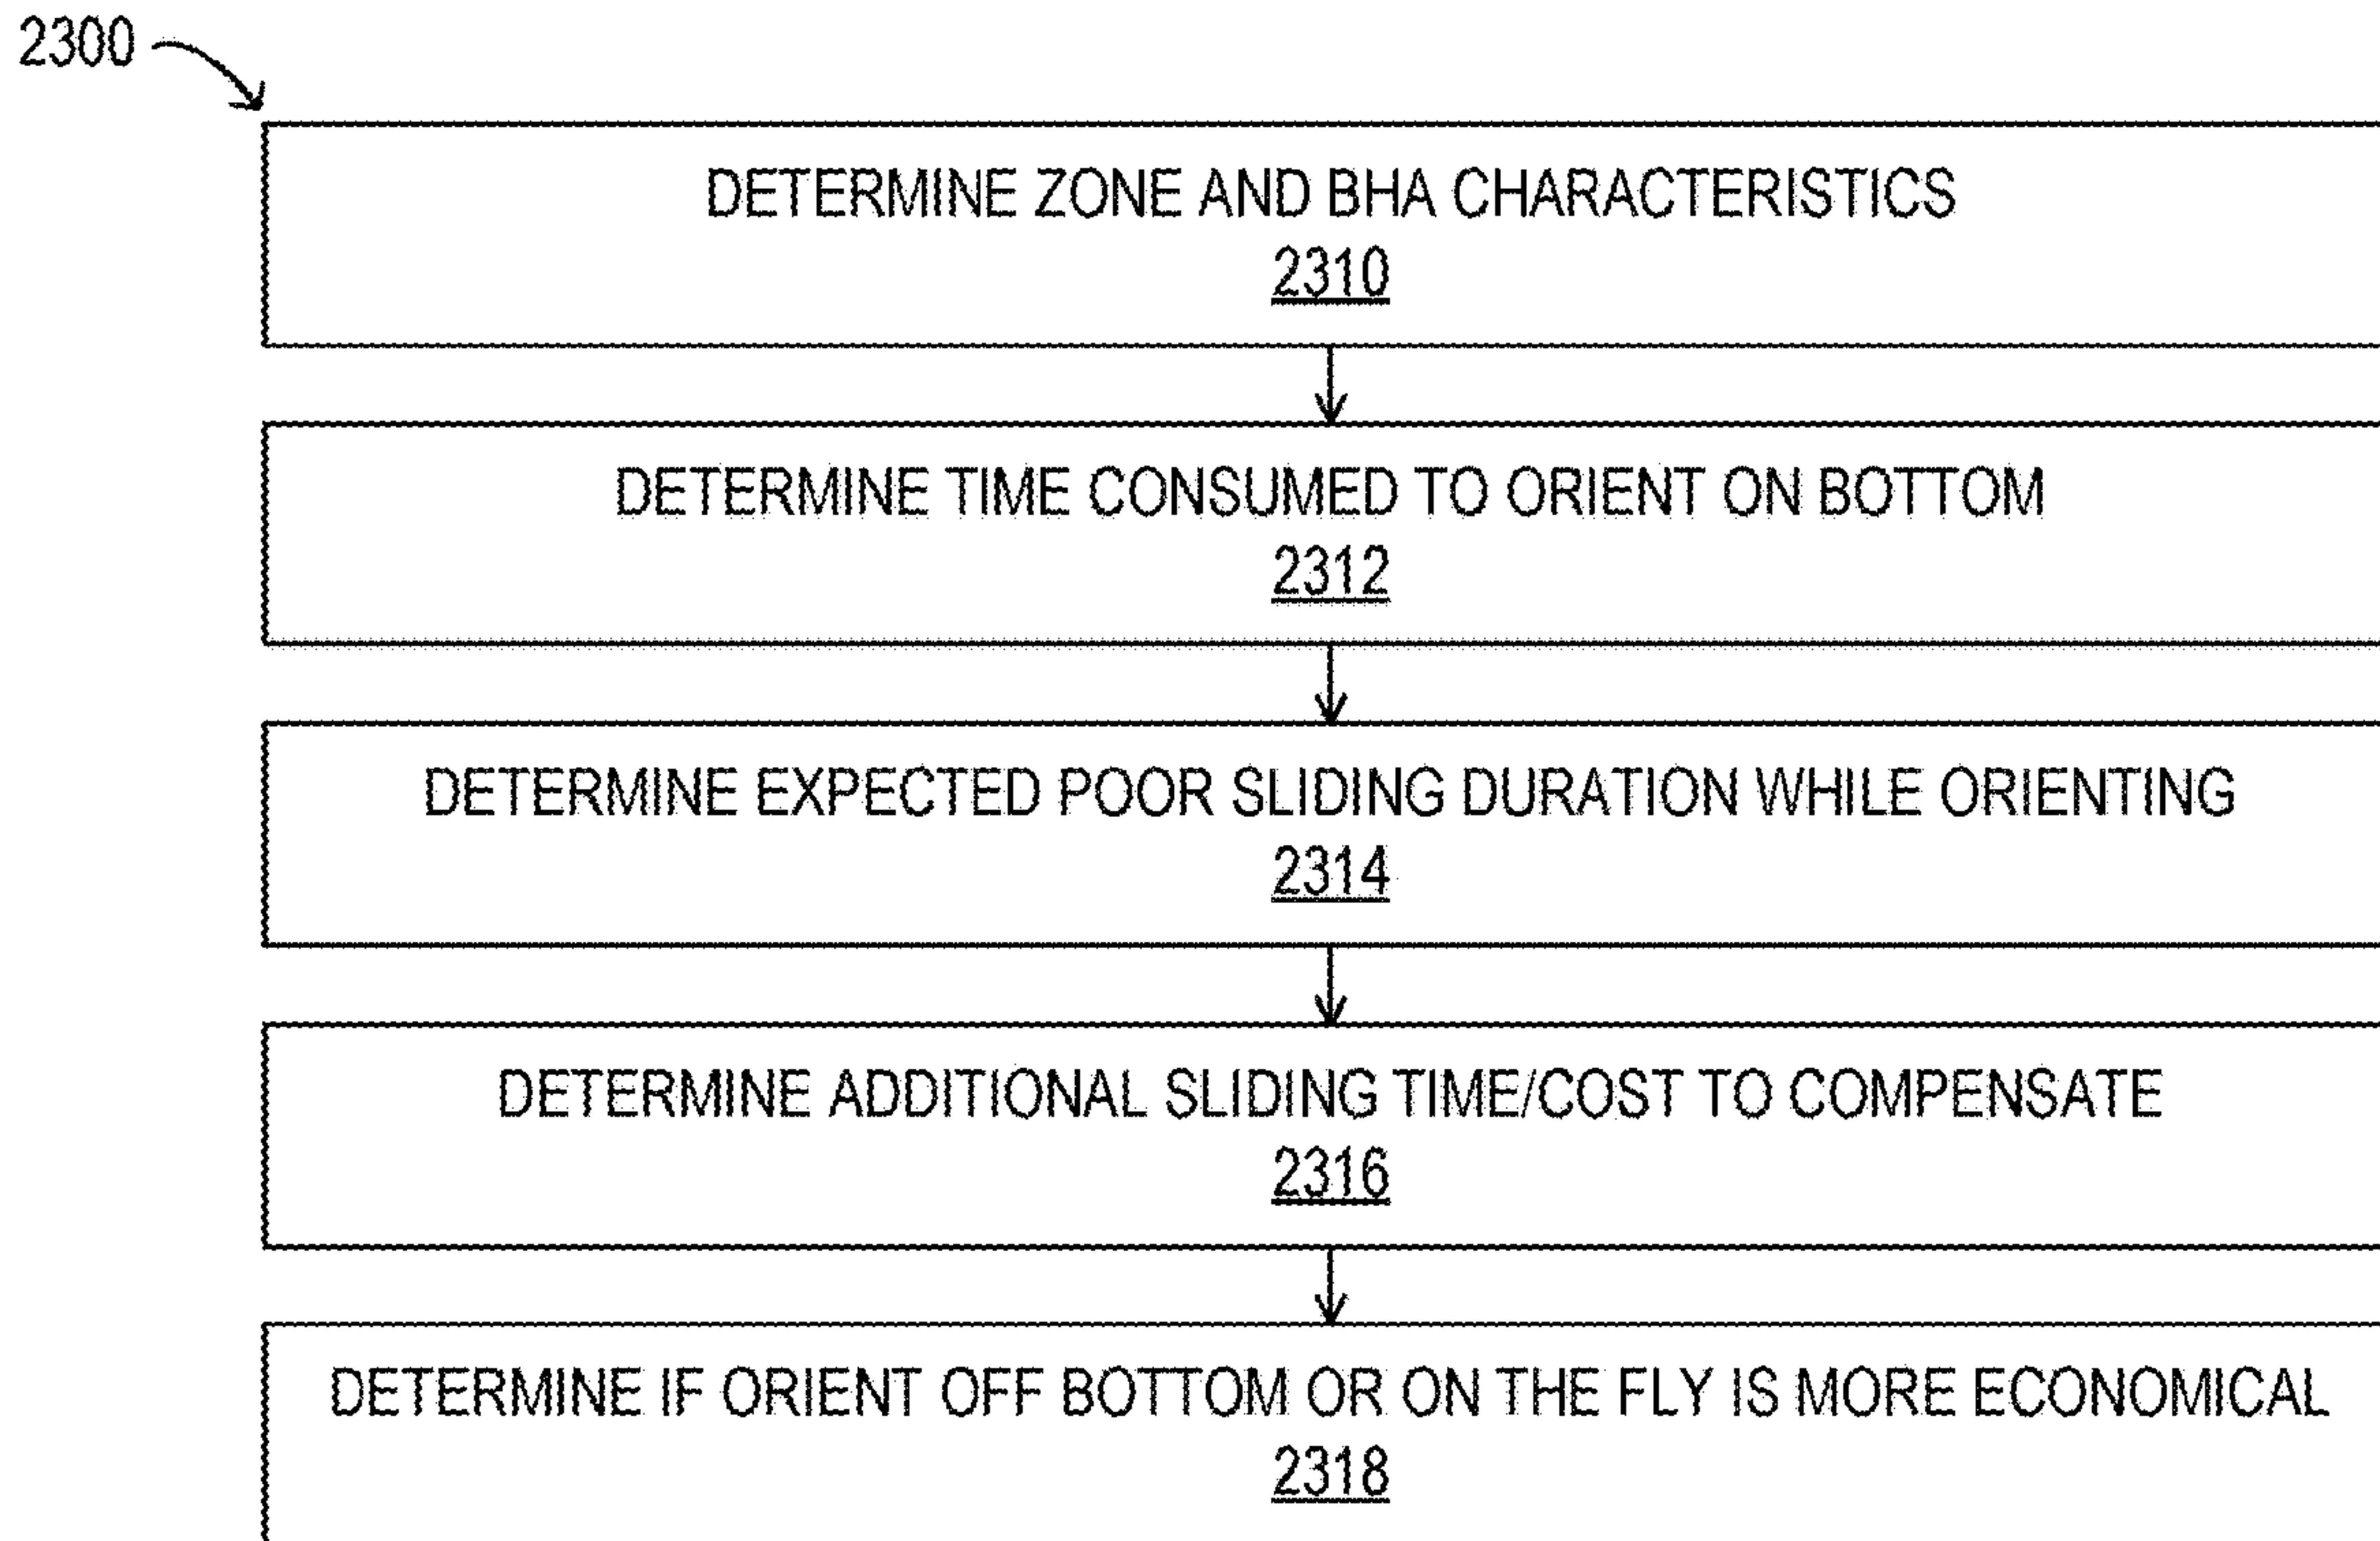 2300
DETERMINE ZONE AND BHA CHARACTERISTICS
2310
DETERMINE TIME CONSUMED TO ORIENT ON BOTTOM
2312
DETERMINE EXPECTED POOR SLIDING DURATION WHILE ORIENTING
2314
DETERMINE ADDITIONAL SLIDING TIME/COST TO COMPENSATE
2316
DETERMINE IF ORIENT OFF BOTTOM OR ON THE FLY IS MORE ECONOMICAL
2318